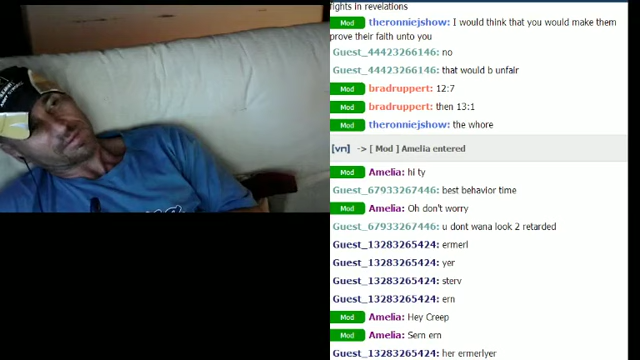 fights in revelations
Mod theronniejshow: I would think that you would make them
prove their faith unto you
Guest_44423266146: no
Guest_44423266146: that would b unfair
Mod bradruppert: 12:7
Mod bradruppert: then 13:1
Mod theronniejshow: the whore
[vn] -> [ Mod ] Amelia entered
Mod Amelia: hi ty
Guest_67933267446: best behavior time
Mod Amelia: Oh don't worry
Guest_67933267446: u dont wana look 2 retarded
Guest_13283265424: ermerl
Guest_13283265424: yer
Guest_13283265424: sterv
Guest_13283265424: ern
Mod Amelia: Hey Creep
Mod Amelia: Sern ern
Guest_13283265424: her ermerlyer